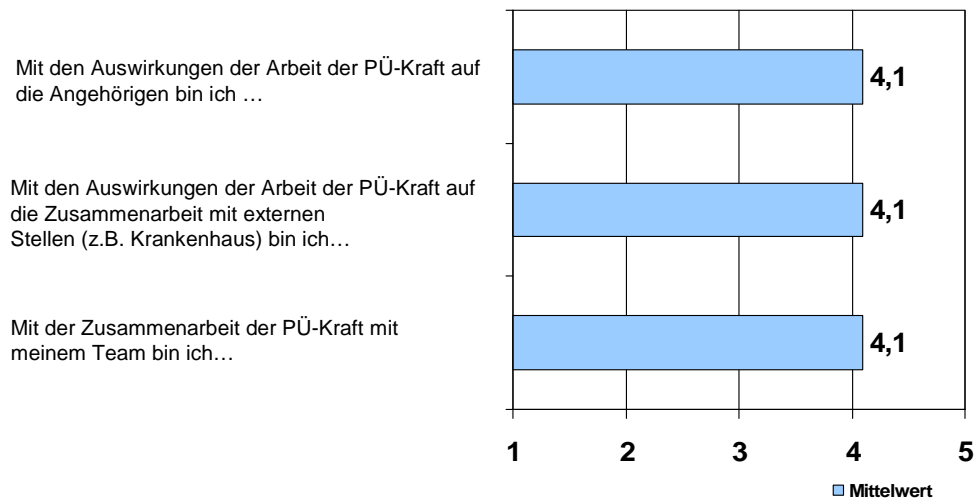 Mit den Auswirkungen der Arbeit der PÜ-Kraft auf
die Angehörigen bin ich …
4,1
Mit den Auswirkungen der Arbeit der PÜ-Kraft auf
die Zusammenarbeit mit externen
Stellen (z.B. Krankenhaus) bin ich…
4,1
Mit der Zusammenarbeit der PÜ-Kraft mit
meinem Team bin ich…
4,1
1 2 3 4 5
Mittelwert